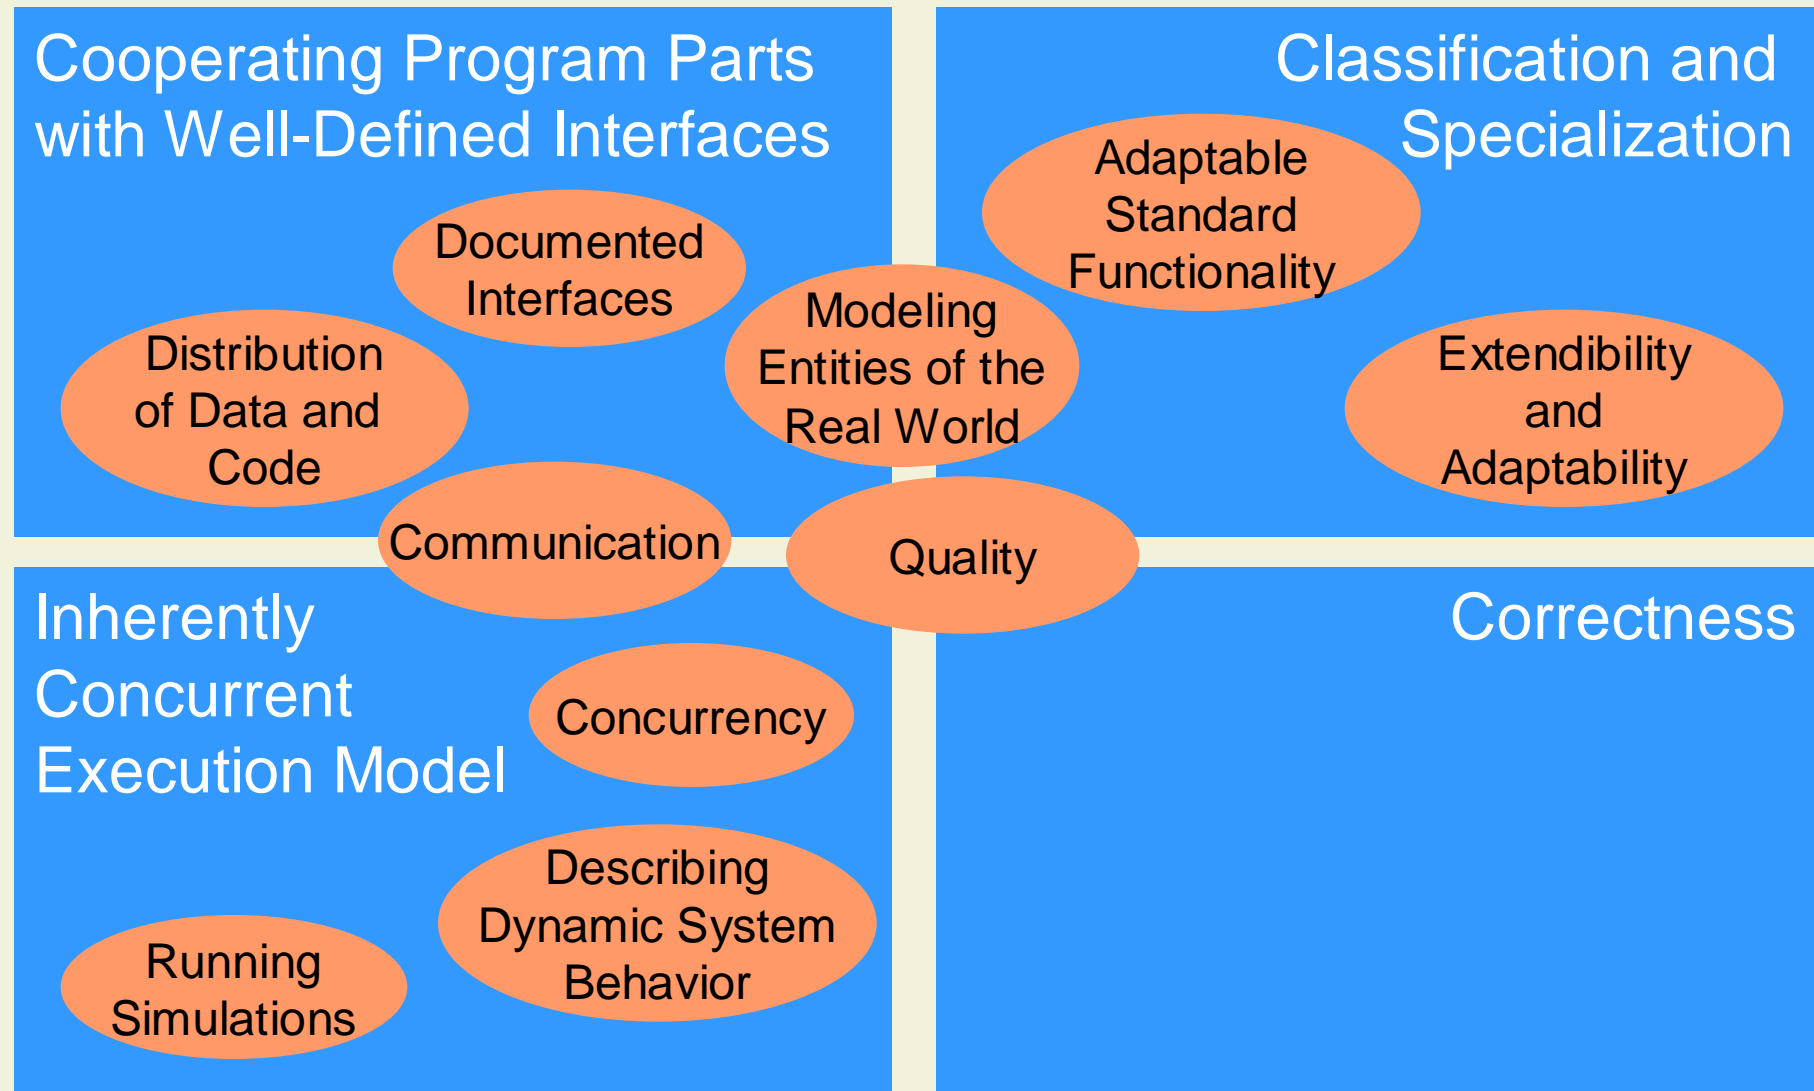 Cooperating Program Parts
with Well-Defined Interfaces
Documented
Interfaces
Distribution
of Data and
Code
Communication
Modeling
Entities of the
Real World
Quality
Classification and
Specialization
Adaptable
Standard
Functionality
Extendibility
and
Adaptability
Inherently
Concurrent
Execution Model
Concurrency
Describing
Dynamic System
Behavior
Running
Simulations
Correctness